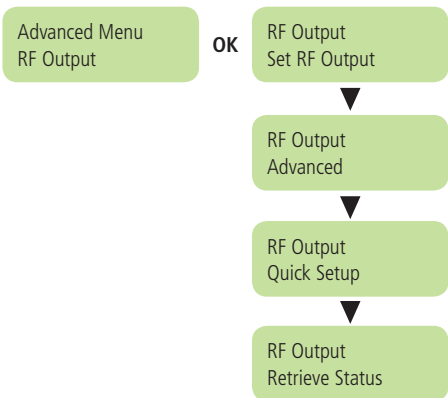 Advanced Menu
RF Output
OK
RF Output
Set RF Output
RF Output
Advanced
RF Output
Quick Setup
RF Output
Retrieve Status